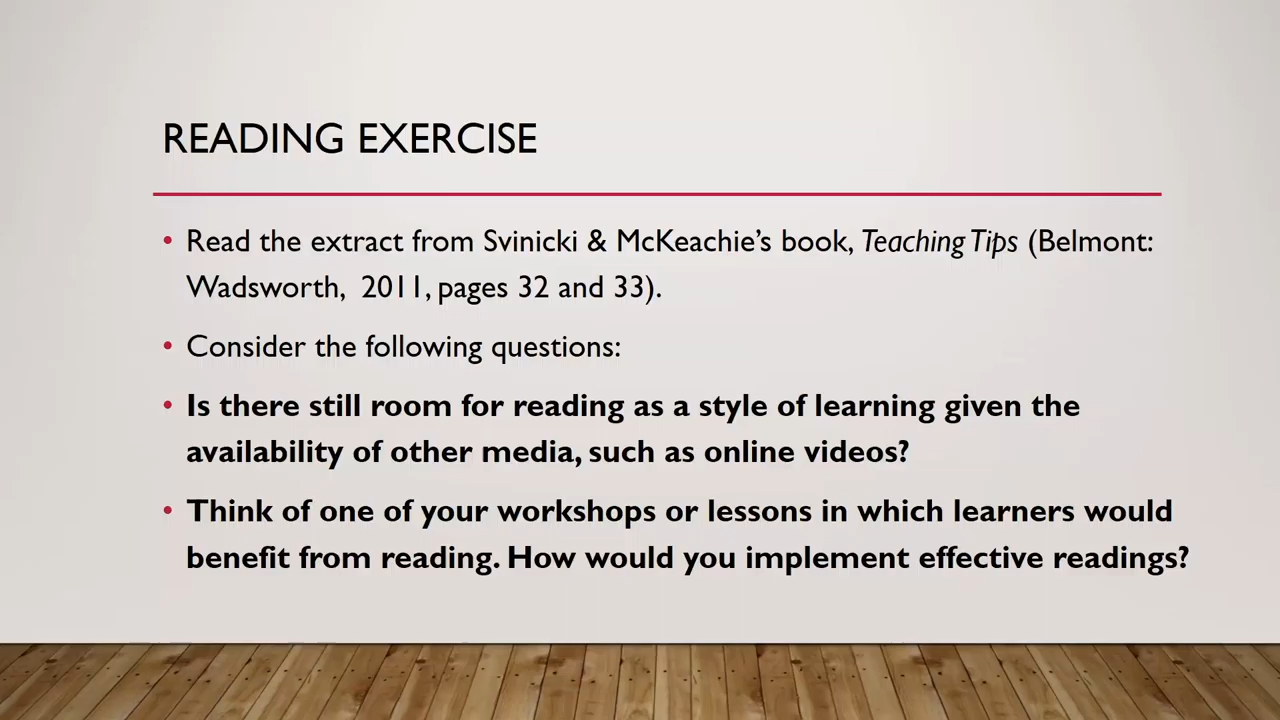 READING EXERCISE
• Read the extract from Svinicki & McKeachie’s book, Teaching Tips (Belmont:
Wadsworth, 2011, pages 32 and 33).
• Consider the following questions:
• Is there still room for reading as a style of learning given the
availability of other media, such as online videos?
• Think of one of your workshops or lessons in which learners would
benefit from reading. How would you implement effective readings?